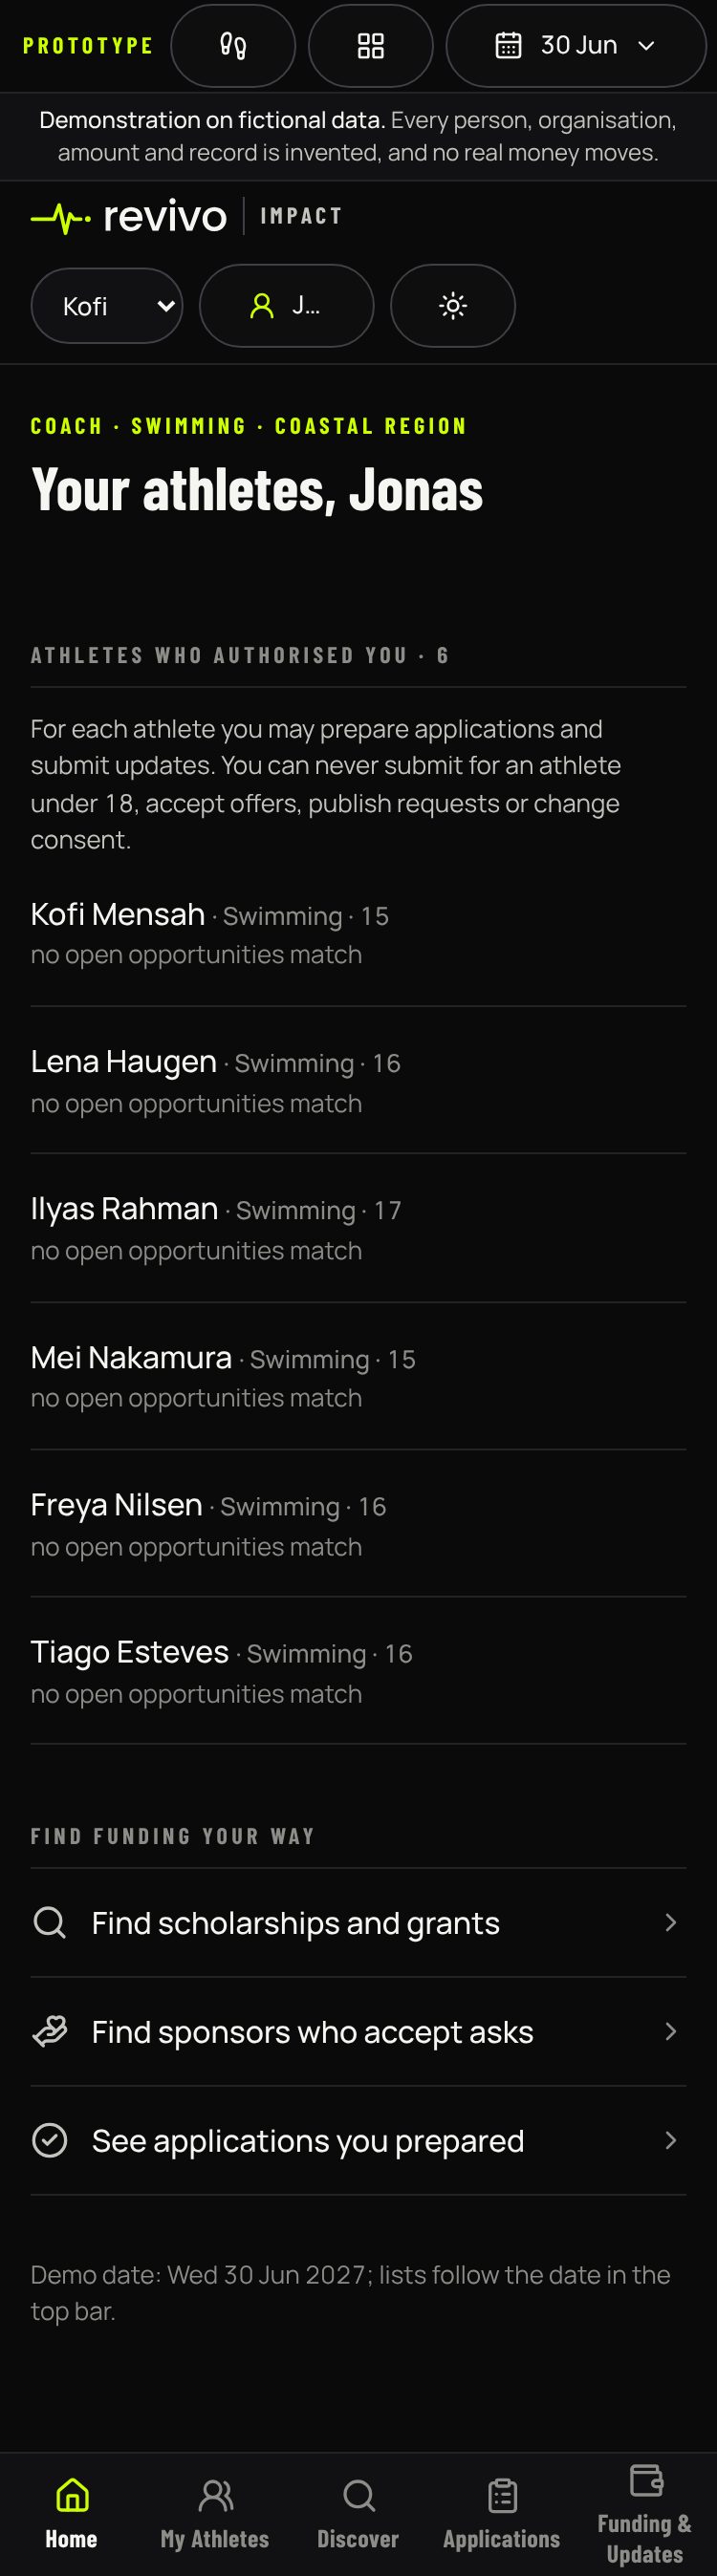 PROTOTYPE
30 Jun
Demonstration on fictional data. Every person, organisation,
amount and record is invented, and no real money moves.
revivo IMPACT
Kofi
J...
COACH · SWIMMING · COASTAL REGION
Your athletes, Jonas
ATHLETES WHO AUTHORISED YOU · 6
For each athlete you may prepare applications and
submit updates. You can never submit for an athlete
under 18, accept offers, publish requests or change
consent.
Kofi Mensah · Swimming · 15
no open opportunities match
Lena Haugen · Swimming · 16
no open opportunities match
Ilyas Rahman · Swimming · 17
no open opportunities match
Mei Nakamura · Swimming · 15
no open opportunities match
Freya Nilsen · Swimming · 16
no open opportunities match
Tiago Esteves · Swimming · 16
no open opportunities match
FIND FUNDING YOUR WAY
Find scholarships and grants
Find sponsors who accept asks
See applications you prepared
Demo date: Wed 30 Jun 2027; lists follow the date in the
top bar.
Home
My Athletes
Discover
Applications
Funding &
Updates